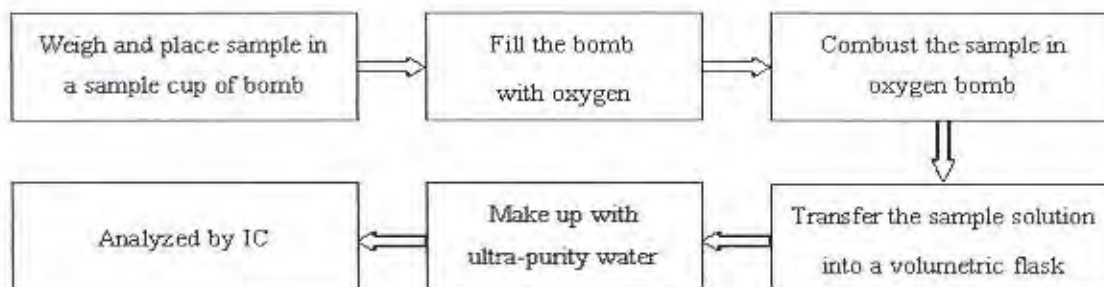 Weigh and place sample in
a sample cup of bomb
Fill the bomb
with oxygen
Combust the sample in
oxygen bomb
Transfer the sample solution
into a volumetric flask
Make up with
ultra-purity water
Analyzed by IC